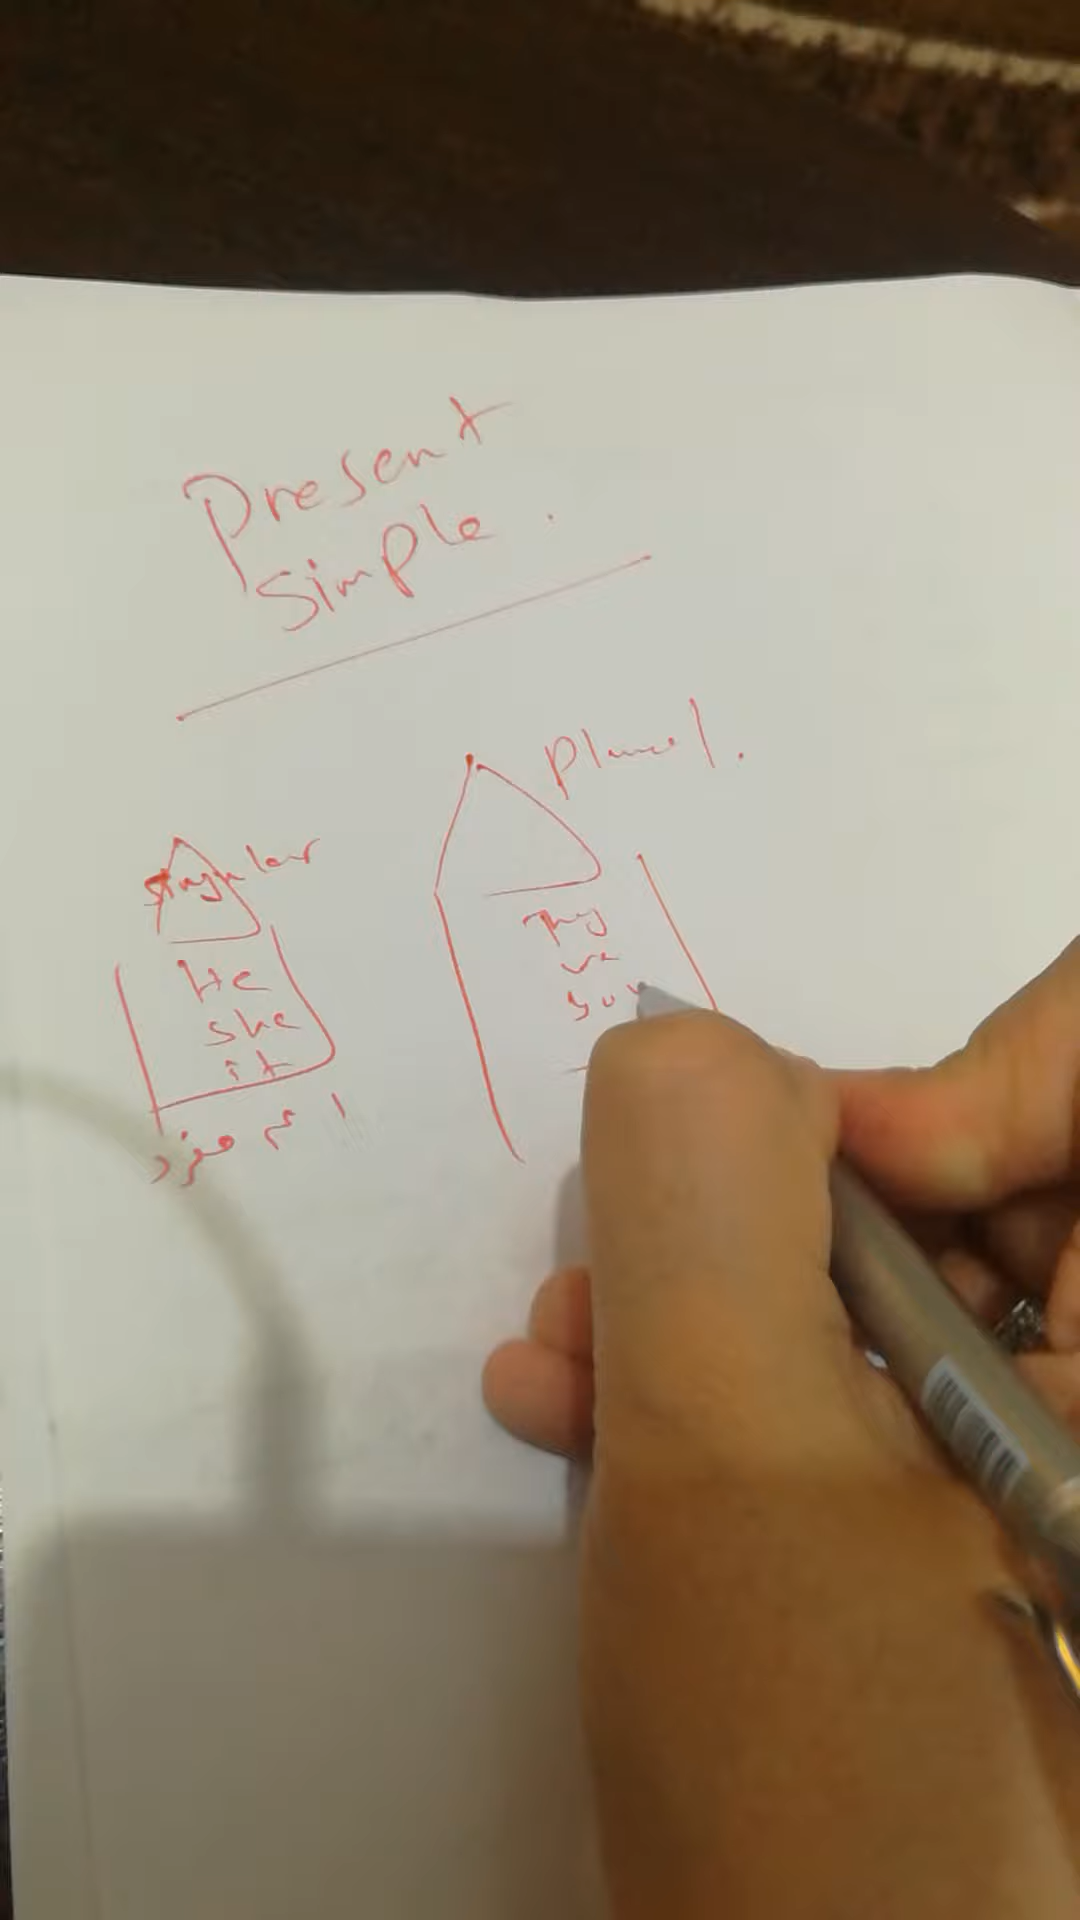 Present
Simple.
Plural.
singular
He
she
it
اسم مفرد
they
we
you